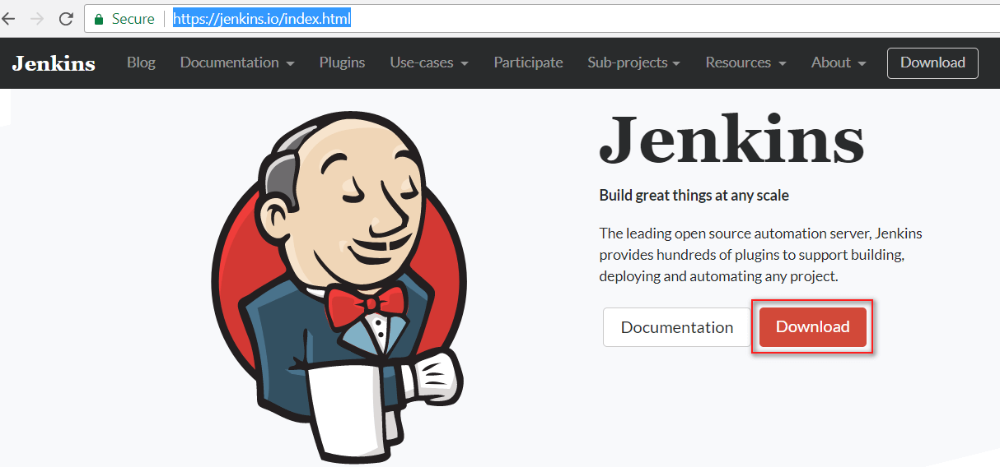 Secure https://jenkins.io/index.html
Jenkins Blog Documentation Plugins Use-cases Participate Sub-projects Resources About Download
Jenkins
Build great things at any scale
The leading open source automation server, Jenkins
provides hundreds of plugins to support building,
deploying and automating any project.
Documentation Download